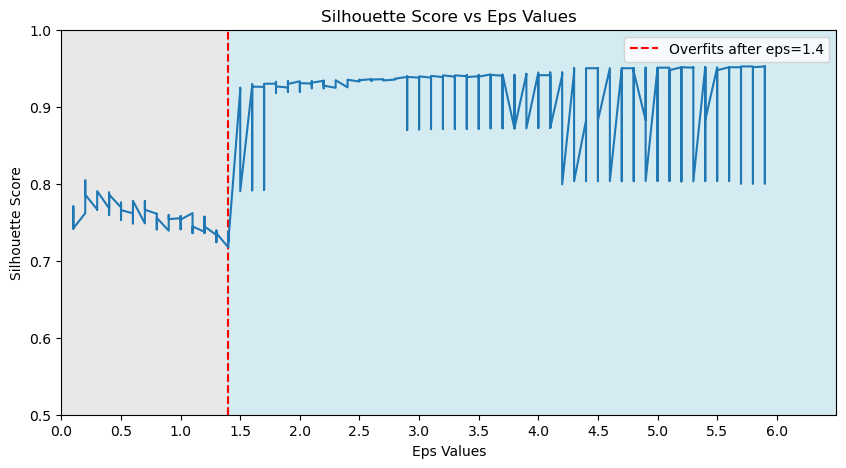 Silhouette Score vs Eps Values
Overfits after eps=1.4
Silhouette Score
1.0
0.9
0.8
0.7
0.6
0.5
0.0 0.5 1.0 1.5 2.0 2.5 3.0 3.5 4.0 4.5 5.0 5.5 6.0
Eps Values